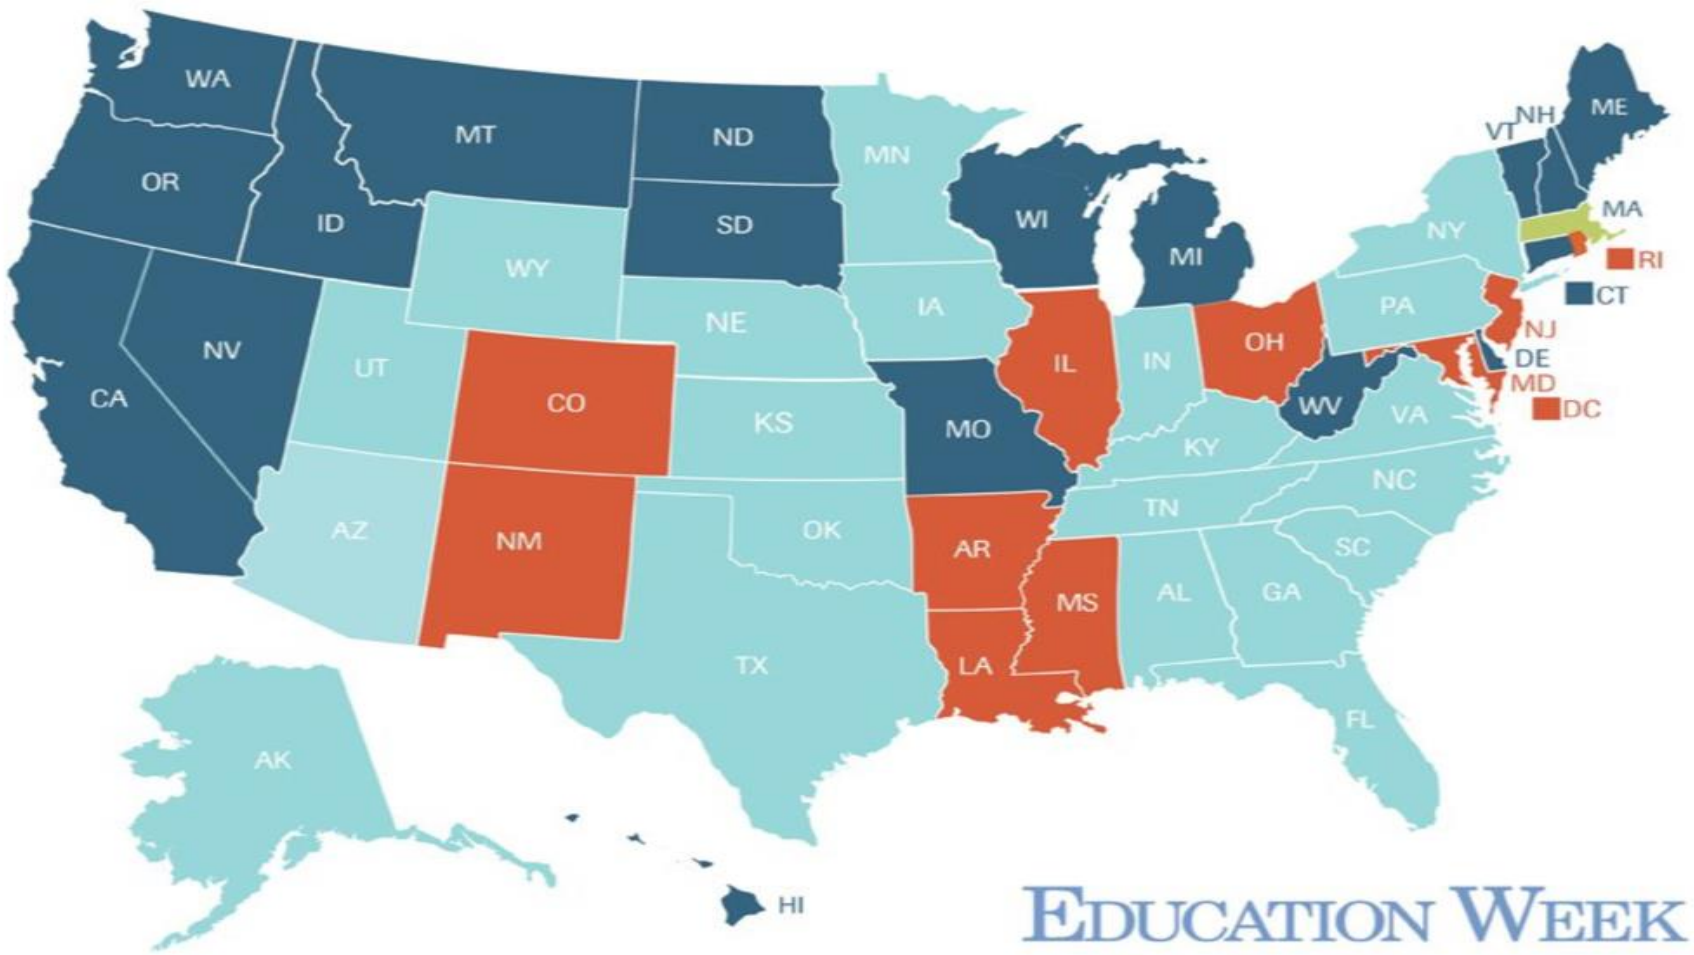 WA
MT
ND
MN
OR
ID
SD
WI
MI
VT
NH
ME
NY
MA
RI
CT
WY
NE
IA
PA
NJ
DE
MD
DC
NV
UT
CO
KS
IL
IN
OH
WV
VA
CA
MO
KY
NC
AZ
NM
OK
AR
TN
SC
MS
AL
GA
TX
LA
FL
AK
HI
EDUCATION WEEK